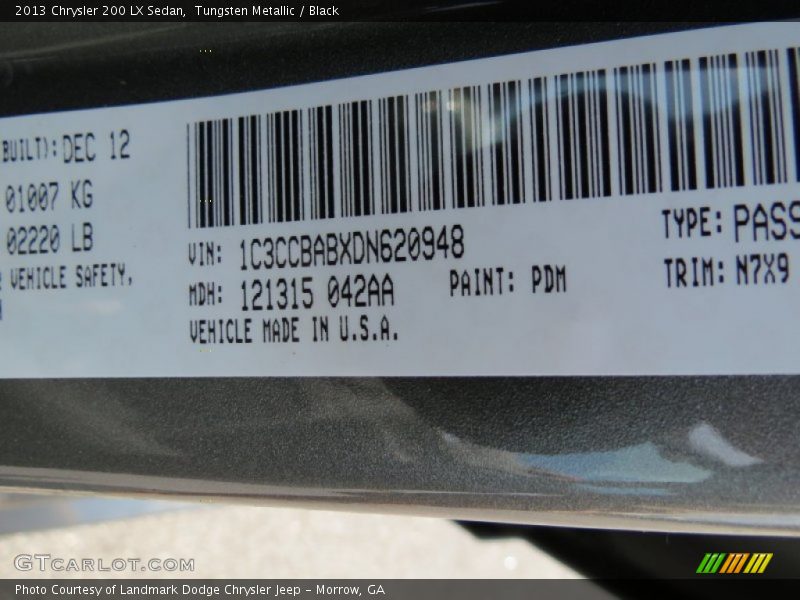 2013 Chrysler 200 LX Sedan, Tungsten Metallic / Black
BUILT): DEC 12
01007 KG
02220 LB
VEHICLE SAFETY,
VIN: 1C3CCBABXDN620948
MDH: 121315 042AA
PAINT: PDM
VEHICLE MADE IN U.S.A.
TYPE: PASS
TRIM: N7X9
GTCARLOT.COM
Photo Courtesy of Landmark Dodge Chrysler Jeep - Morrow, GA